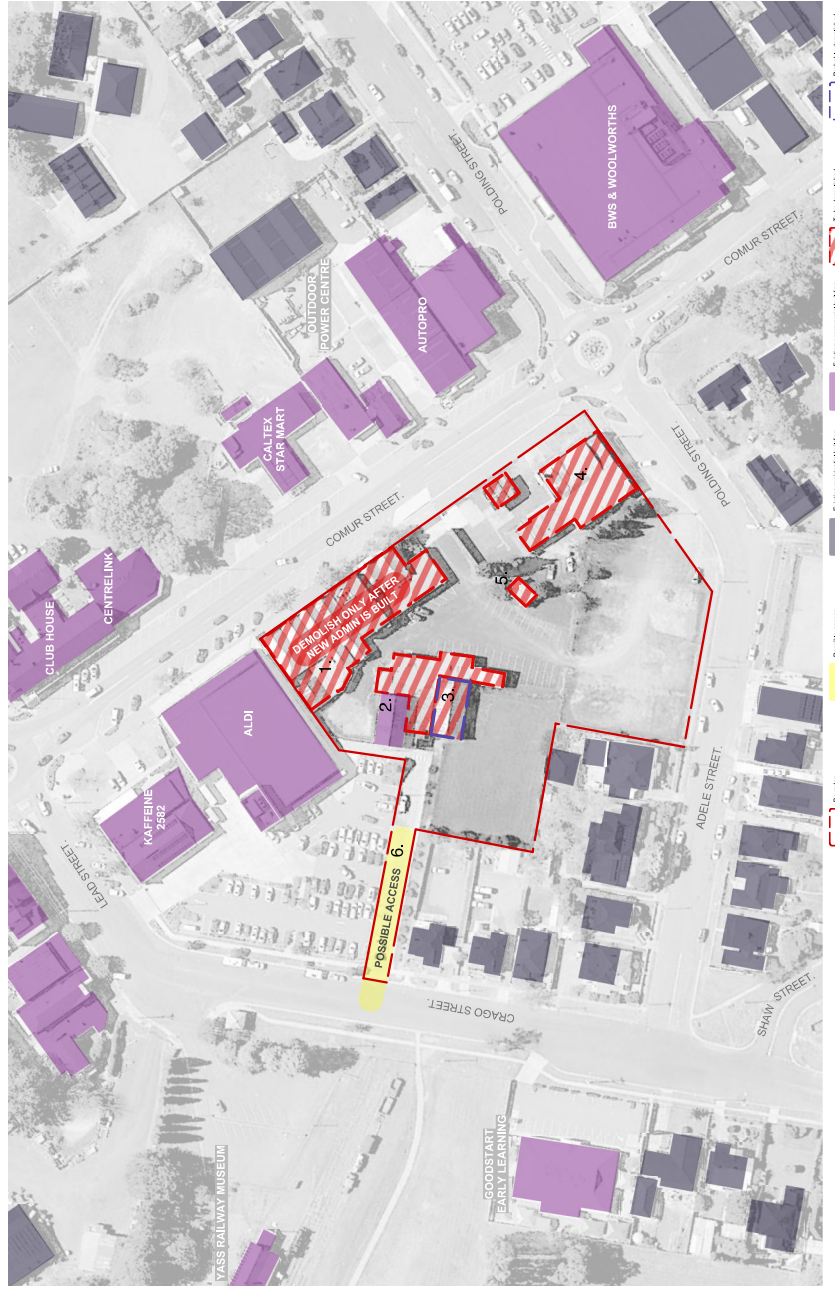 CLUB HOUSE
CENTRELINK
CALTEX
STAR MART
OUTDOOR
POWER CENTRE
AUTOPRO
BWS & WOOLWORTHS
POLDING STREET.
COMUR STREET.
COMUR STREET.
POLDING STREET.
LEAD STREET.
KAFFEINE
2582
ALDI
1.
DEMOLISH ONLY AFTER
NEW ADMIN IS BUILT
2.
3.
4.
5.
6.
POSSIBLE ACCESS
CRAGO STREET.
ADELE STREET.
SHAW STREET.
YASS RAILWAY MUSEUM
GOODSTART
EARLY LEARNING